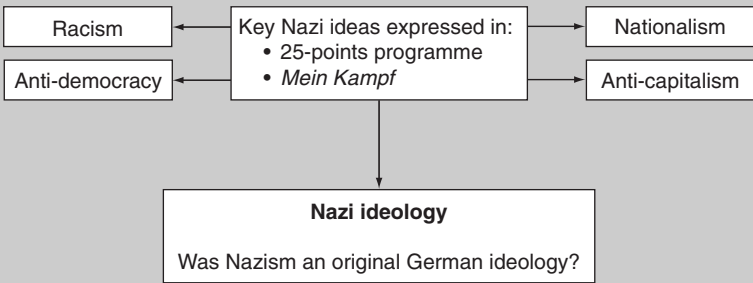 Racism
Anti-democracy
Key Nazi ideas expressed in:
• 25-points programme
• Mein Kampf
Nationalism
Anti-capitalism
Nazi ideology
Was Nazism an original German ideology?